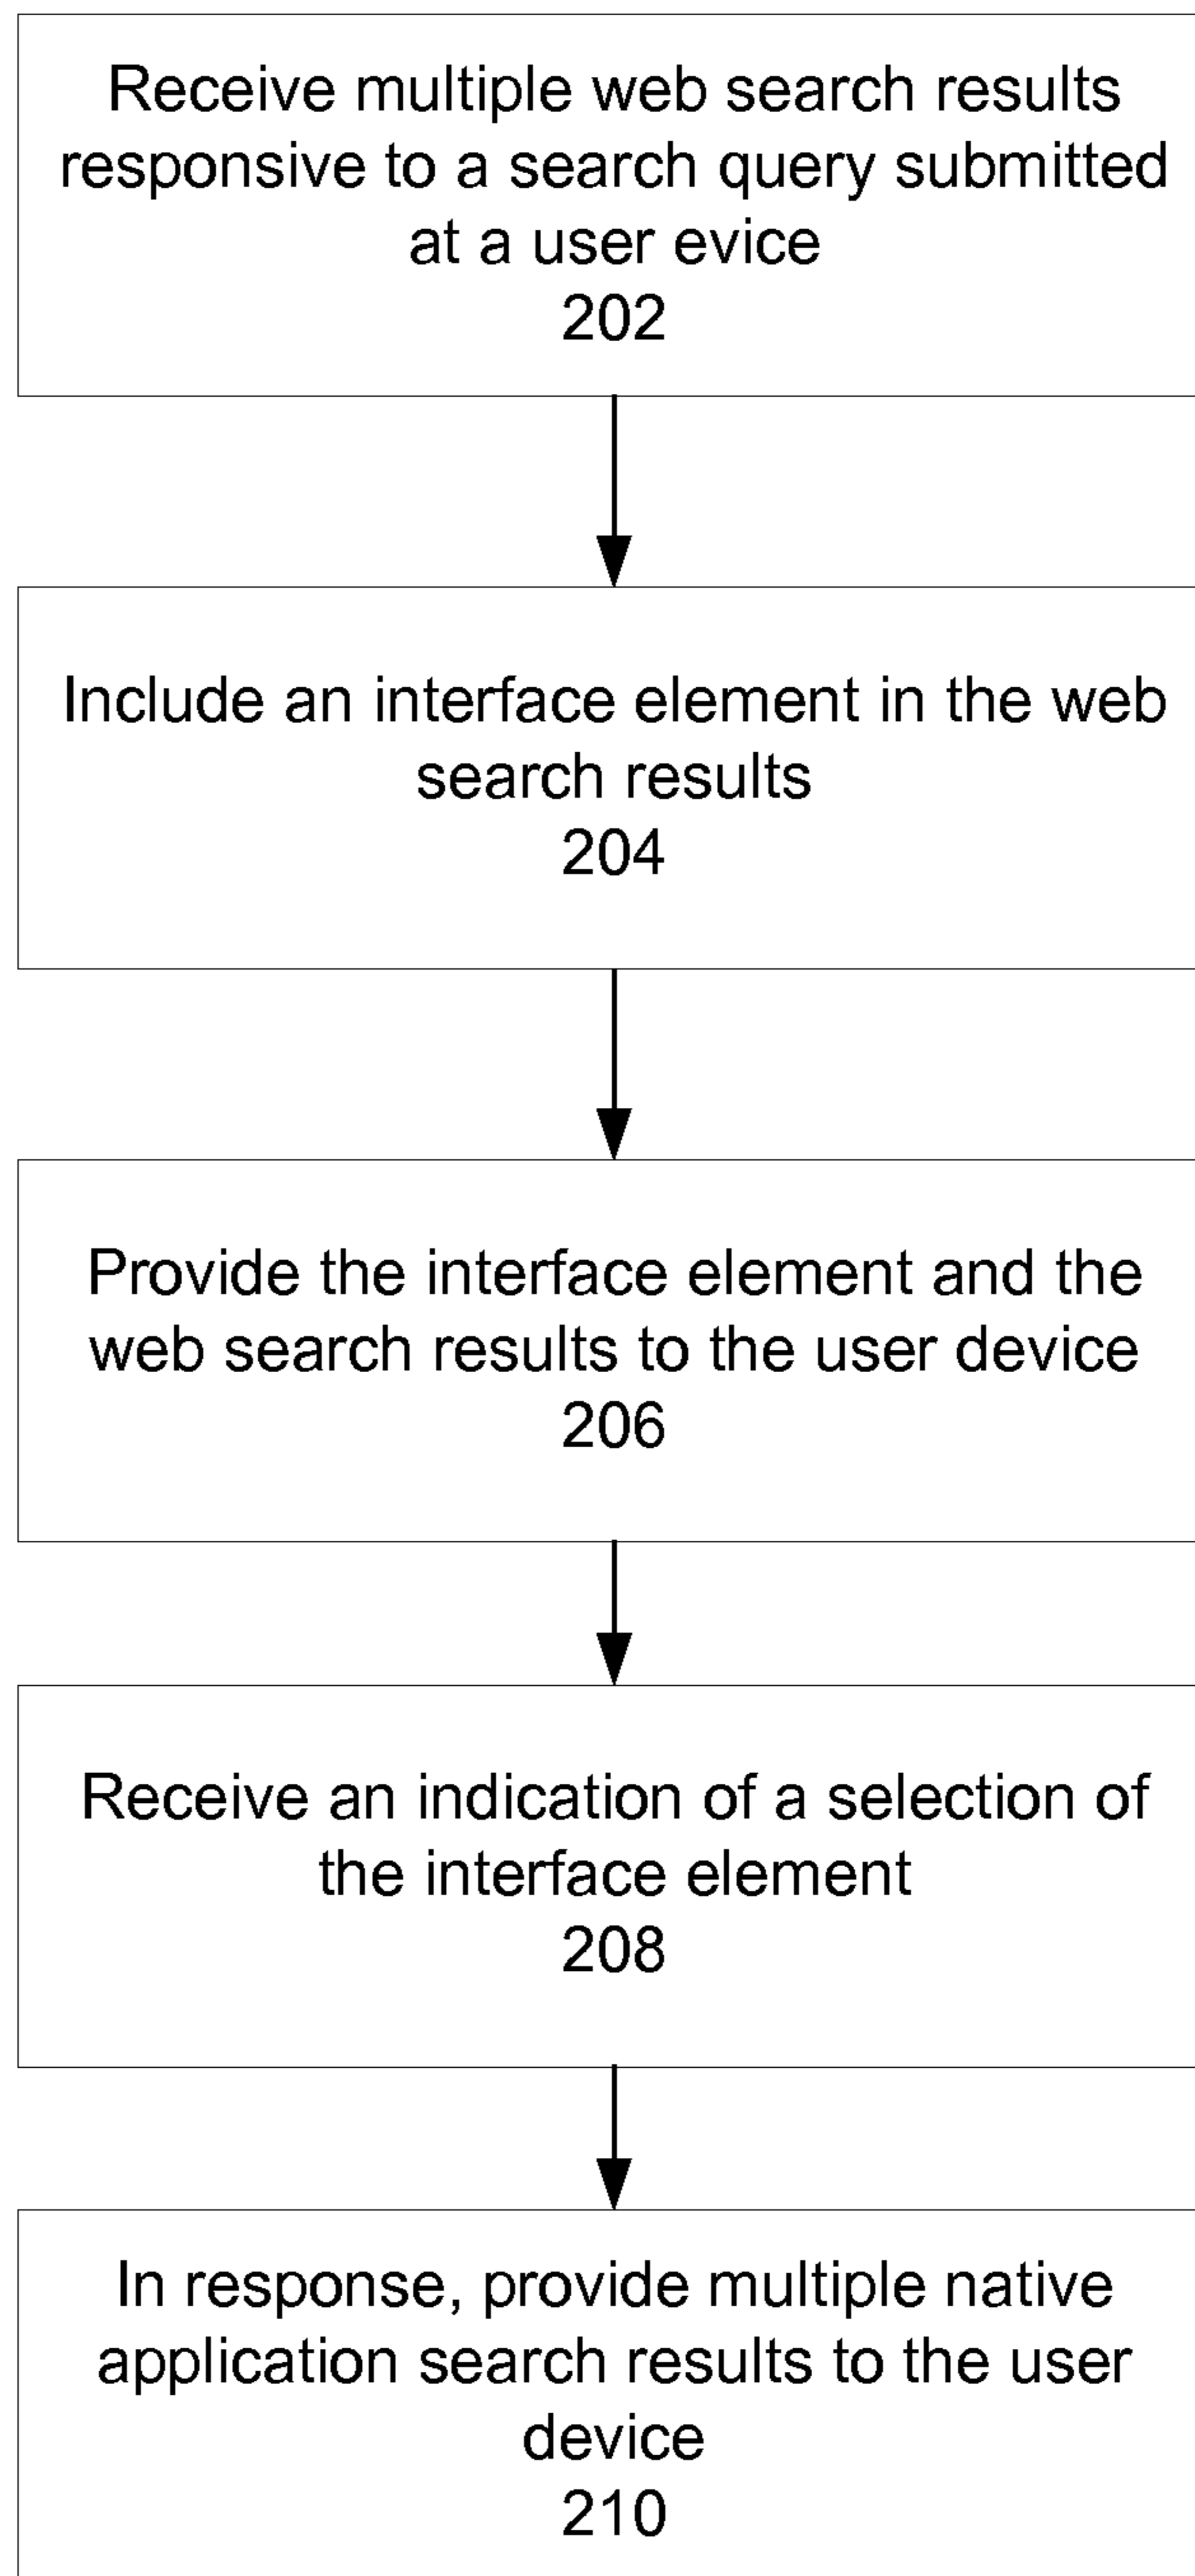 Receive multiple web search results
responsive to a search query submitted
at a user evice
202
Include an interface element in the web
search results
204
Provide the interface element and the
web search results to the user device
206
Receive an indication of a selection of
the interface element
208
In response, provide multiple native
application search results to the user
device
210